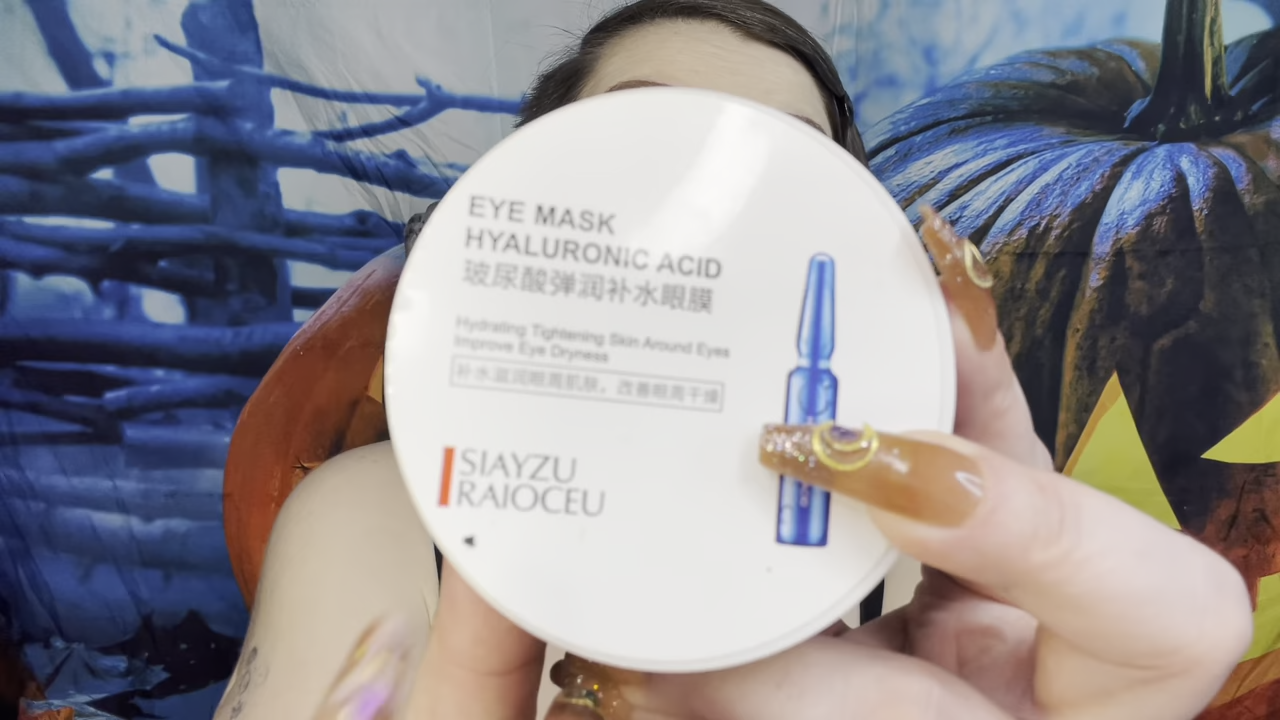 EYE MASK
HYALURONIC ACID
玻尿酸弹润补水眼膜
Hydrating Tightening Skin Around Eyes
Improve Eye Dryness
补水滋润眼周肌肤，改善眼周干燥
SIAYZU
RAIOCEU